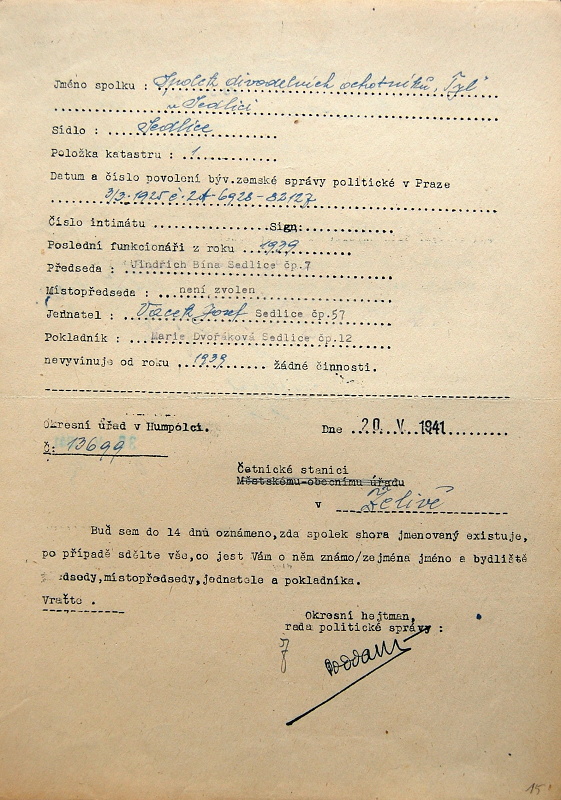 Jméno spolku : Spolek divadelních ochotníků „Tyl"
v Sedlici
Sídlo : Sedlice
Položka katastru : 1
Datum a číslo povolení býv.zemské správy politické v Praze
3/3.1925 č.2A-6928-82127
Číslo intimátu ............Sign:............
Poslední funkcionáři z roku 1939
Předseda : Jindřich Bína Sedlice čp.7
Místopředseda : není zvolen
Jednatel : Vacek Josef Sedlice čp.57
Pokladník : Marie Dvořáková Sedlice čp.12
nevyvinuje od roku 1939 žádné činnosti.
Okresní úřad v Humpolci.
Dne 20. V. 1941
Č: 13699
Četnické stanici
Městskému-obecnímu úřadu
v Želivě
Buď sem do 14 dnů oznámeno,zda spolek shora jmenovaný existuje,
po případě sdělte vše,co jest Vám o něm známo/zejména jméno a bydliště
předsedy,místopředsedy,jednatele a pokladníka.
Vraťte .
Okresní hejtman,
rada politické správy :
15